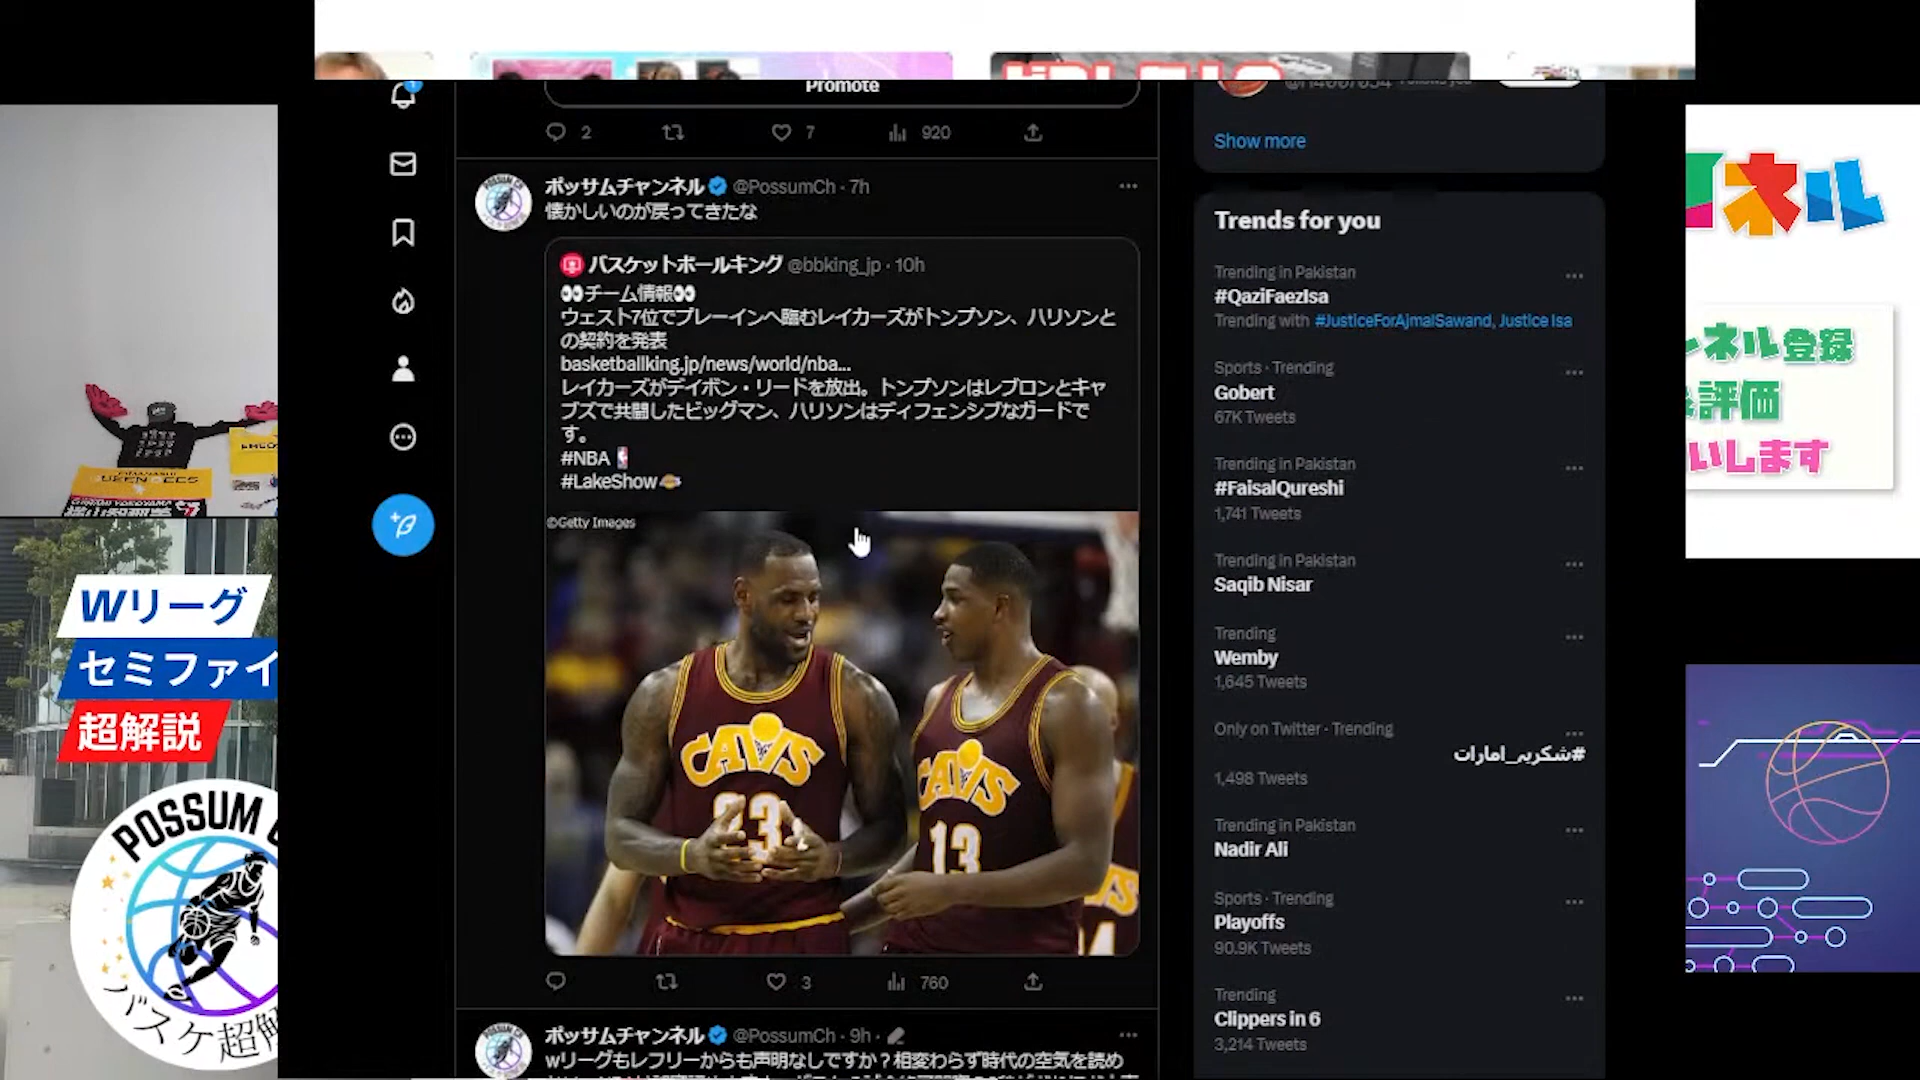 Promote
2
7
920
Show more
ポッサムチャンネル @PossumCh · 7h
懐かしいのが戻ってきたな
バスケットボールキング @bbking_jp · 10h
👀チーム情報👀
ウェスト7位でプレーインへ臨むレイカーズがトンプソン、ハリソンと
の契約を発表
basketballking.jp/news/world/nba...
レイカーズがデイボン・リードを放出。トンプソンはレブロンとキャ
ブズで共闘したビッグマン、ハリソンはディフェンシブなガードで
す。
#NBA
#LakeShow
©Getty Images
CAVS
23
CAVS
13
3
760
ポッサムチャンネル @PossumCh · 9h ·
wリーグもレフリーからも声明なしですか？相変わらず時代の空気を読め
Trends for you
Trending in Pakistan
#QaziFaezIsa
Trending with #JusticeForAjmalSawand, Justice Isa
Sports · Trending
Gobert
67K Tweets
Trending in Pakistan
#FaisalQureshi
1,741 Tweets
Trending in Pakistan
Saqib Nisar
Trending
Wemby
1,645 Tweets
Only on Twitter · Trending
#شکریہ_امارات
1,498 Tweets
Trending in Pakistan
Nadir Ali
Sports · Trending
Playoffs
90.9K Tweets
Trending
Clippers in 6
3,214 Tweets
Wリーグ
セミファイ
超解説
POSSUM
バスケ超解
ネル
ネル登録
評価
いします
QUEEN BEES